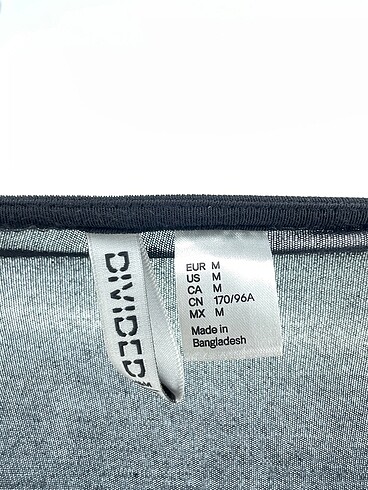 DIVIDED
EUR M
US M
CA M
CN 170/96A
MX M
Made in
Bangladesh